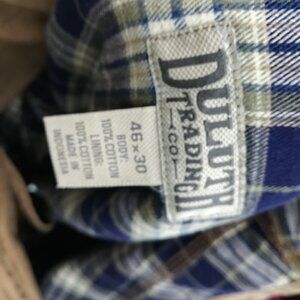 DULUTH
TRADING
CO
46 x 30
BODY:
100% COTTON
LINING:
100% COTTON
MADE IN
INDONESIA